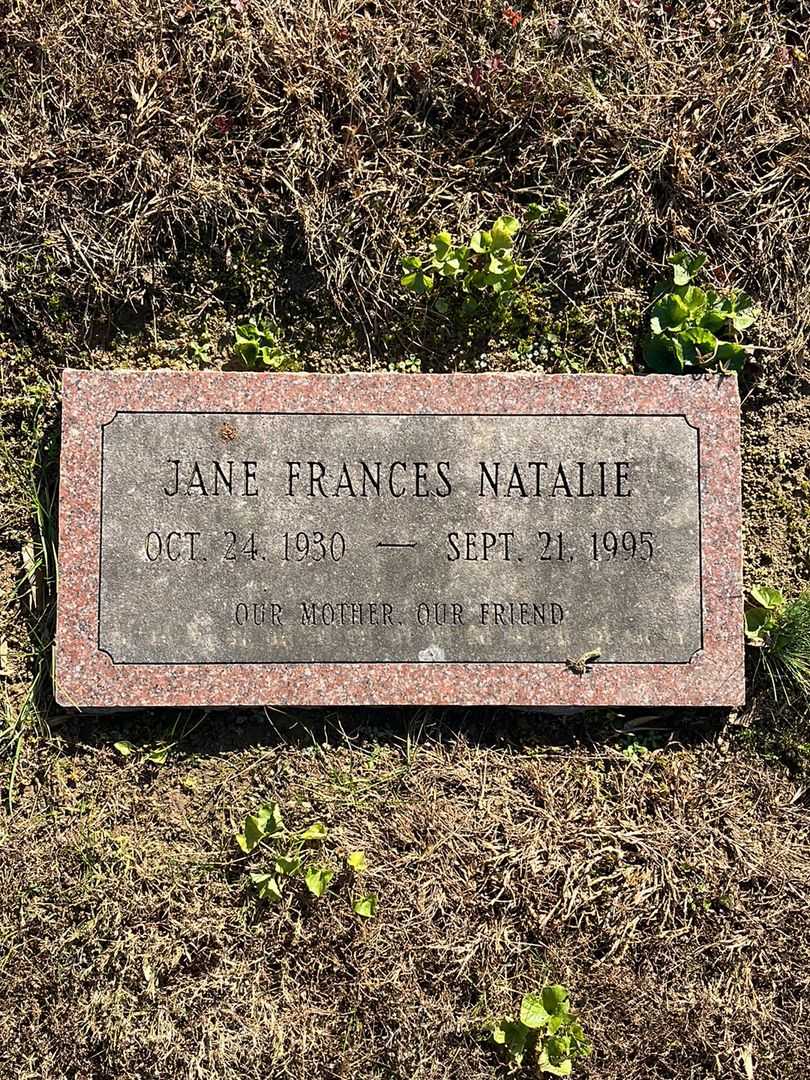 JANE FRANCES NATALIE
OCT. 24. 1930 — SEPT. 21, 1995
OUR MOTHER, OUR FRIEND